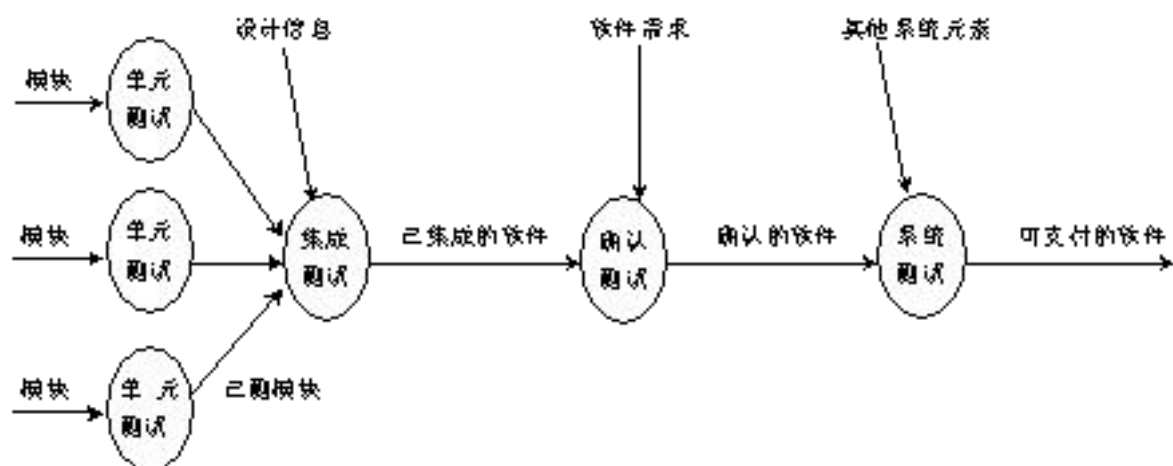 设计信息
软件需求
其他系统元素
模块
单元
测试
模块
单元
测试
集成
测试
已集成的软件
确认
测试
确认的软件
系统
测试
可支付的软件
模块
单元
测试
已测模块